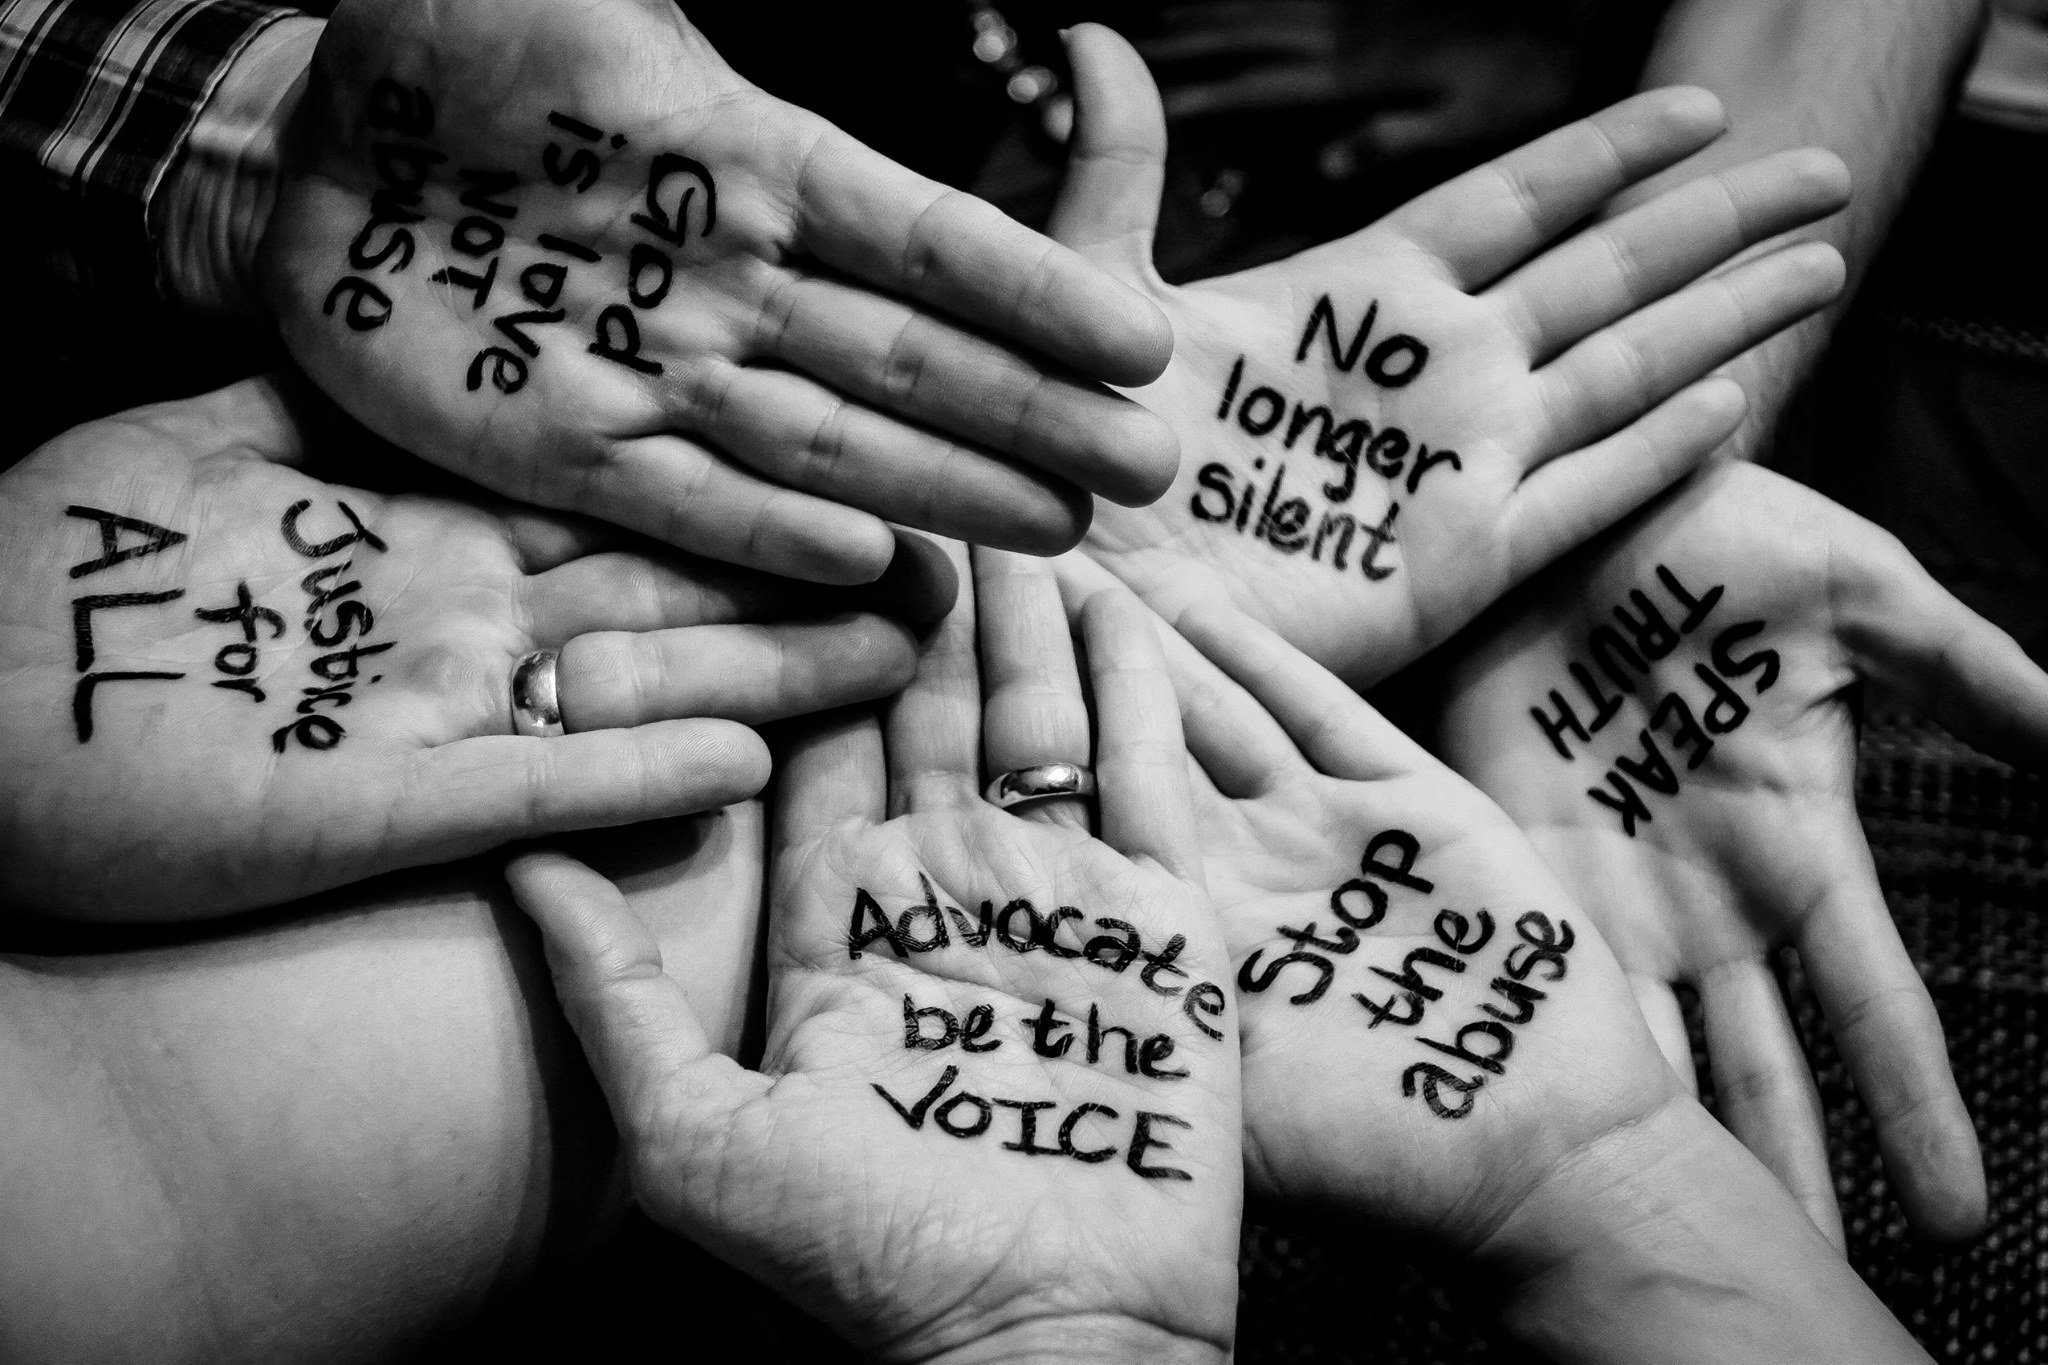 God
is love
NOT
abuse
No
longer
silent
Justice
for
ALL
SPEAK
TRUTH
Advocate
be the
VOICE
Stop
the
abuse